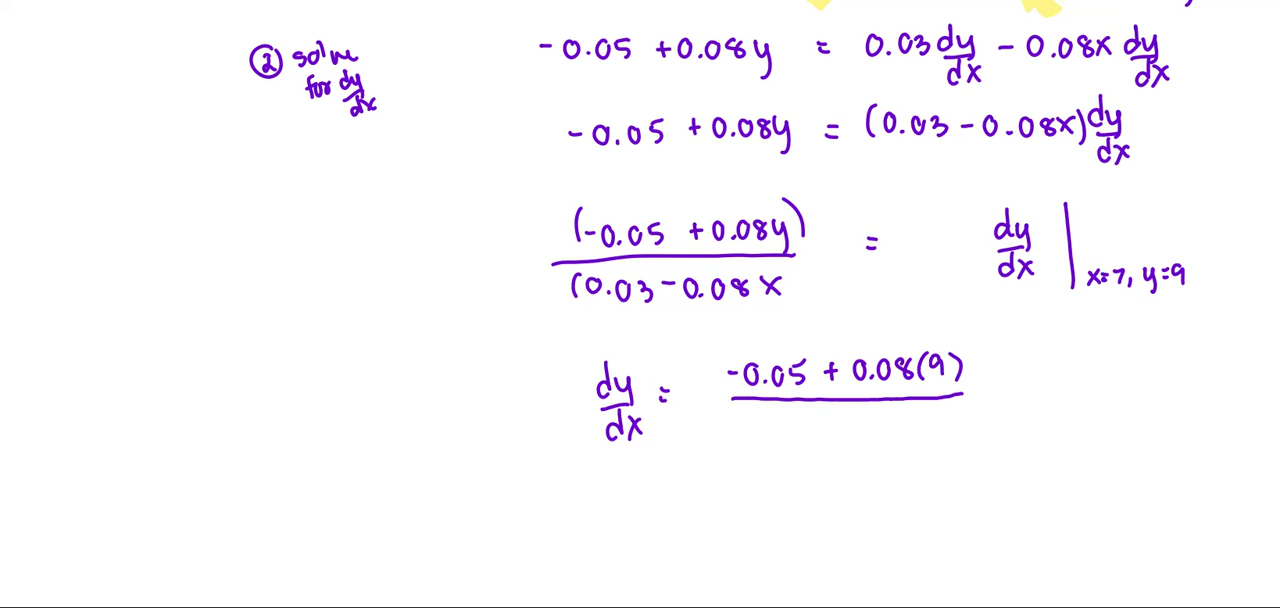 ② solve
for dy/dx
-0.05 + 0.08y = 0.03 dy/dx - 0.08x dy/dx
-0.05 + 0.08y = (0.03 - 0.08x) dy/dx
(-0.05 + 0.08y)/(0.03 - 0.08x = dy/dx | x=7, y=9
dy/dx = -0.05 + 0.08(9)